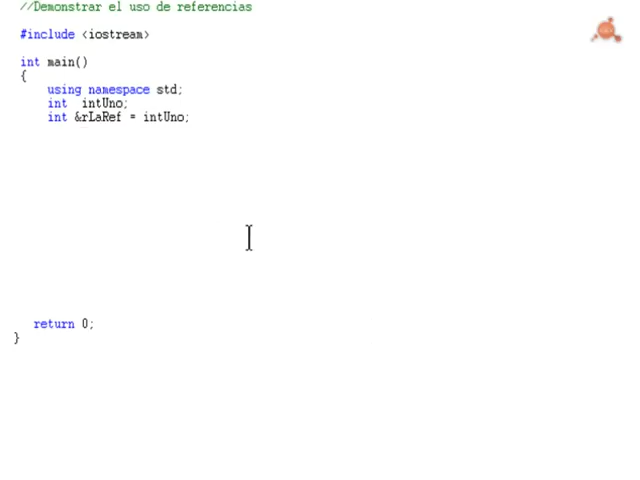 //Demonstrar el uso de referencias
#include <iostream>
int main()
{
using namespace std;
int intUno;
int &rLaRef = intUno;
return 0;
}